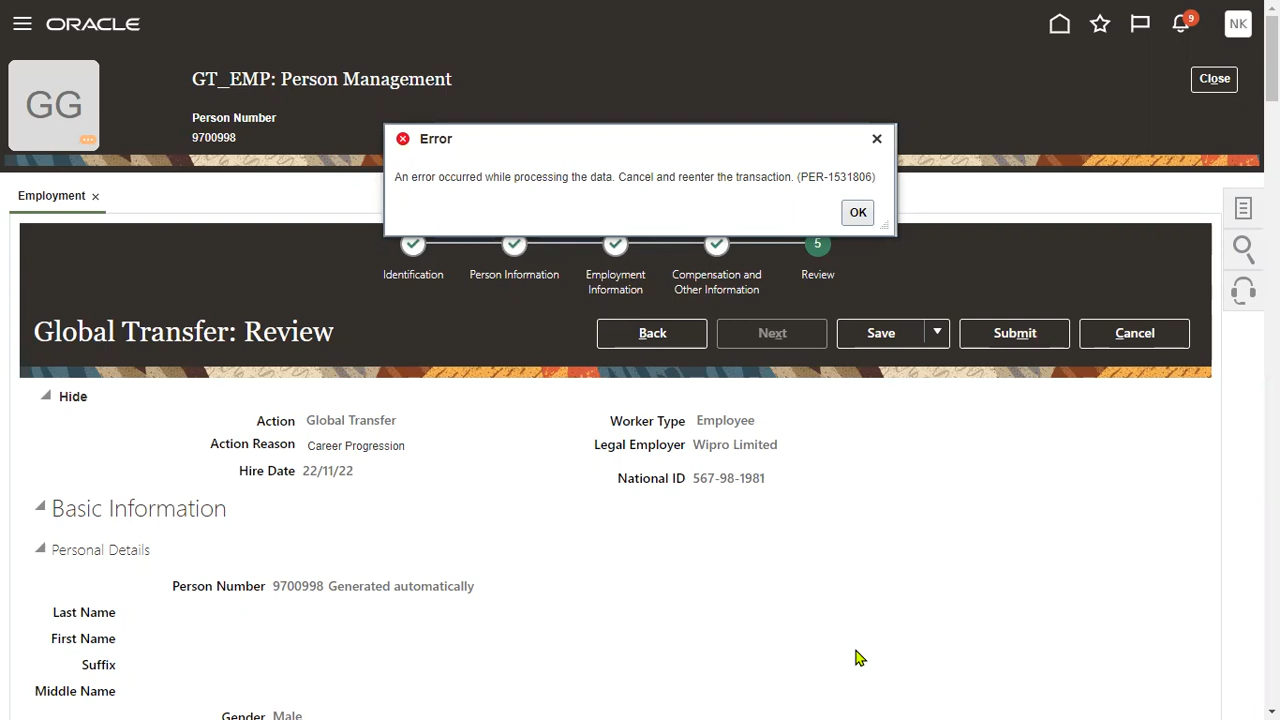 ORACLE
9
NK
GG
GT_EMP: Person Management
Close
Person Number
9700998
Error
An error occurred while processing the data. Cancel and reenter the transaction. (PER-1531806)
OK
Employment
5
Identification
Person Information
Employment
Information
Compensation and
Other Information
Review
Global Transfer: Review
Back
Next
Save
Submit
Cancel
Hide
Action Global Transfer
Worker Type Employee
Action Reason Career Progression
Legal Employer Wipro Limited
Hire Date 22/11/22
National ID 567-98-1981
Basic Information
Personal Details
Person Number 9700998 Generated automatically
Last Name
First Name
Suffix
Middle Name
Gender Male